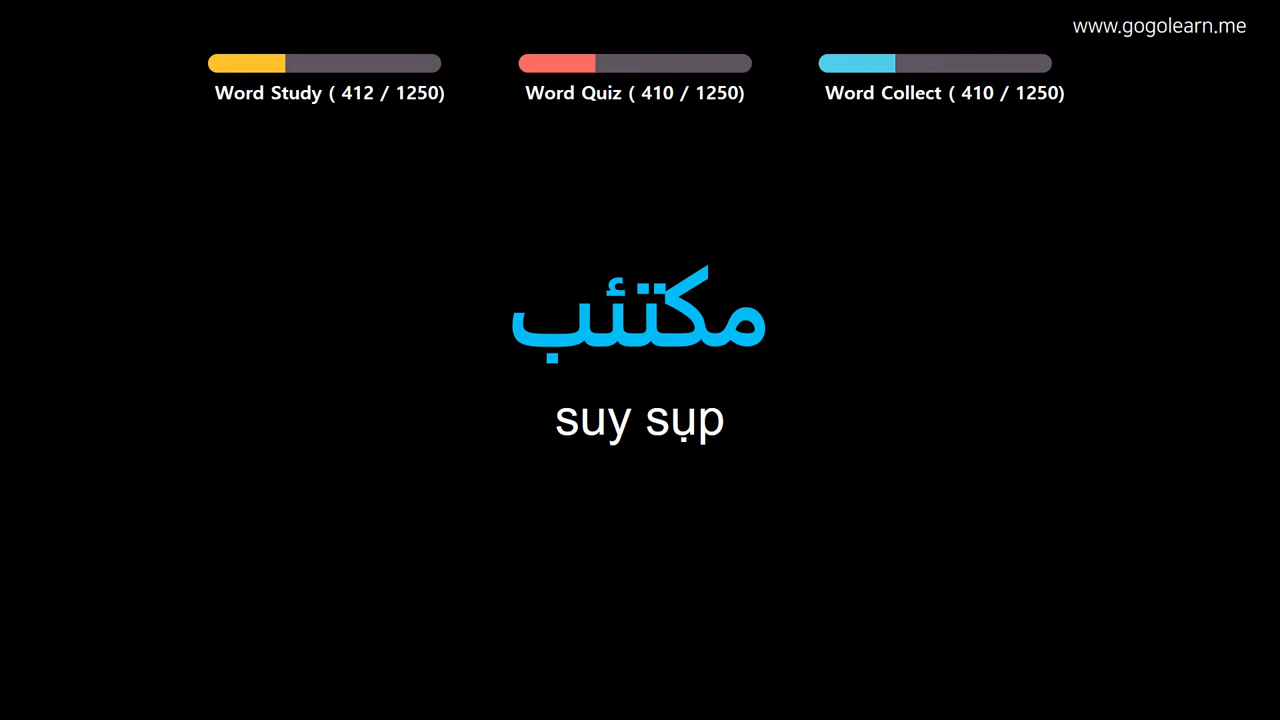 www.gogolearn.me
Word Study ( 412 / 1250)
Word Quiz ( 410 / 1250)
Word Collect ( 410 / 1250)
مكتئب
suy sụp